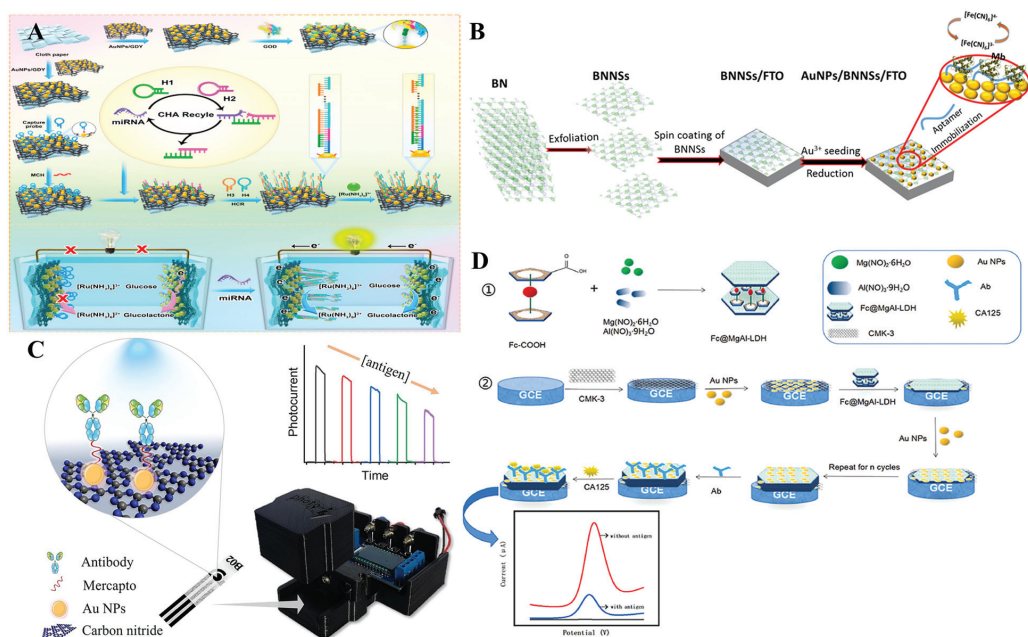 A
Cloth paper
AuNPs/GDY
GOD
AuNPs/GDY
H1
H2
miRNA
CHA Recyle
Capture
probe
MCH
H3
H4
HCR
[Ru(NH3)6]3+
e-
e-
[Ru(NH3)6]3+
Glucose
[Ru(NH3)6]2+
Glucolactone
miRNA
[Ru(NH3)6]3+
Glucose
[Ru(NH3)6]2+
Glucolactone
B
BN
BNNSs
BNNSs/FTO
AuNPs/BNNSs/FTO
[Fe(CN)6]4-
[Fe(CN)6]3-
Mb
Exfoliation
Spin coating of
BNNSs
Au3+ seeding
Reduction
Aptamer
Immobilization
C
[antigen]
Photocurrent
Time
Antibody
Mercapto
Au NPs
Carbon nitride
B02
D
①
Fc-COOH
+
Mg(NO)2·6H2O
Al(NO)3·9H2O
Fc@MgAl-LDH
Mg(NO)2·6H2O
Al(NO)2·9H2O
Fc@MgAl-LDH
CMK-3
Au NPs
Ab
CA125
②
GCE
CMK-3
GCE
Au NPs
GCE
Fc@MgAl-LDH
GCE
Au NPs
GCE
Repeat for n cycles
GCE
Ab
GCE
CA125
GCE
Current (μA)
without antigen
with antigen
Potential (V)